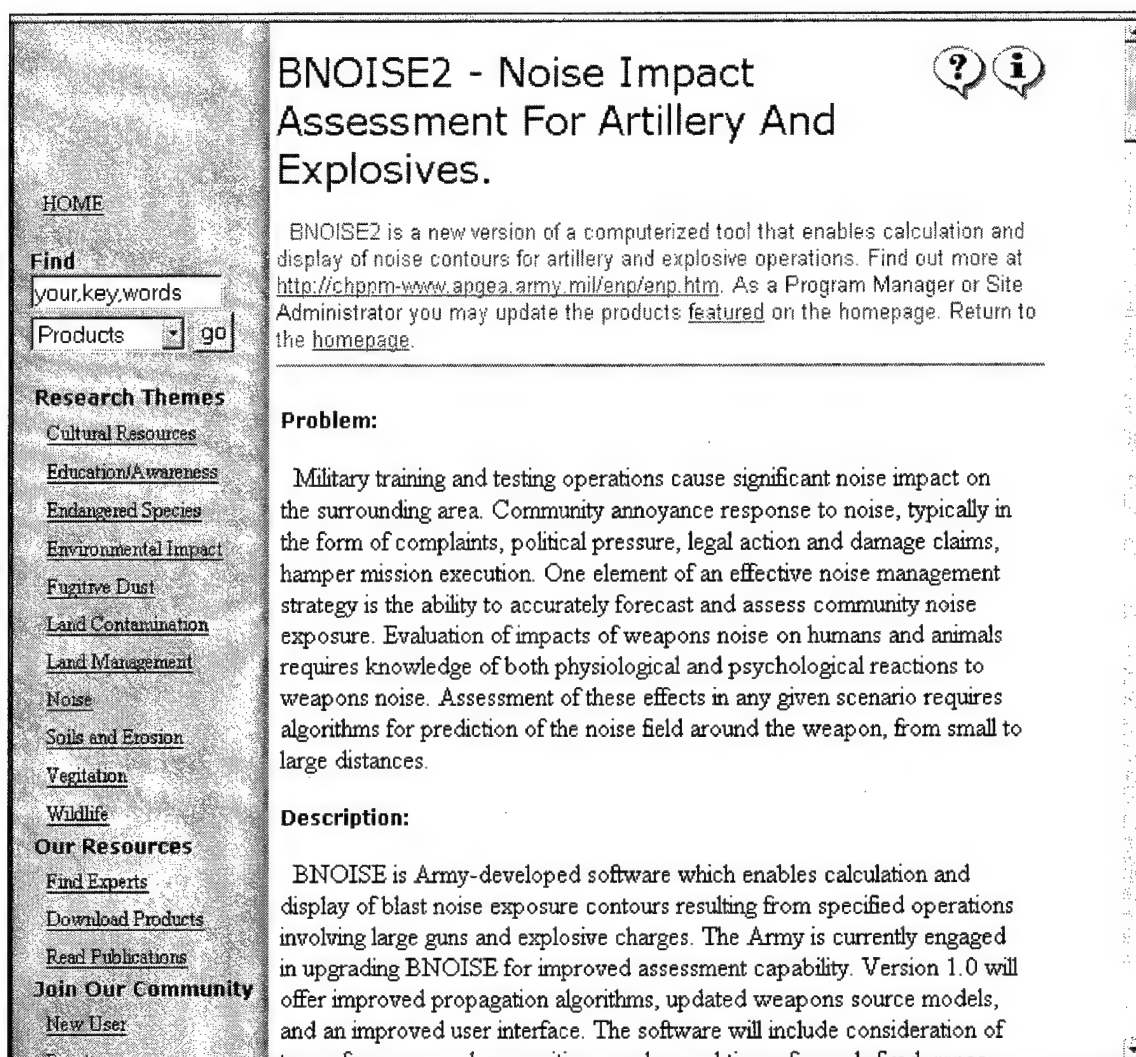 BNOISE2 - Noise Impact
Assessment For Artillery And
Explosives.
? i
HOME
Find
your,key,words
Products go
Research Themes
Cultural Resources
Education/Awareness
Endangered Species
Environmental Impact
Fugitive Dust
Land Contamination
Land Management
Noise
Soils and Erosion
Vegitation
Wildlife
Our Resources
Find Experts
Download Products
Read Publications
Join Our Community
New User
BNOISE2 is a new version of a computerized tool that enables calculation and
display of noise contours for artillery and explosive operations. Find out more at
http://chppm-www.apgea.army.mil/enp/enp.htm. As a Program Manager or Site
Administrator you may update the products featured on the homepage. Return to
the homepage.
Problem:
Military training and testing operations cause significant noise impact on
the surrounding area. Community annoyance response to noise, typically in
the form of complaints, political pressure, legal action and damage claims,
hamper mission execution. One element of an effective noise management
strategy is the ability to accurately forecast and assess community noise
exposure. Evaluation of impacts of weapons noise on humans and animals
requires knowledge of both physiological and psychological reactions to
weapons noise. Assessment of these effects in any given scenario requires
algorithms for prediction of the noise field around the weapon, from small to
large distances.
Description:
BNOISE is Army-developed software which enables calculation and
display of blast noise exposure contours resulting from specified operations
involving large guns and explosive charges. The Army is currently engaged
in upgrading BNOISE for improved assessment capability. Version 1.0 will
offer improved propagation algorithms, updated weapons source models,
and an improved user interface. The software will include consideration of